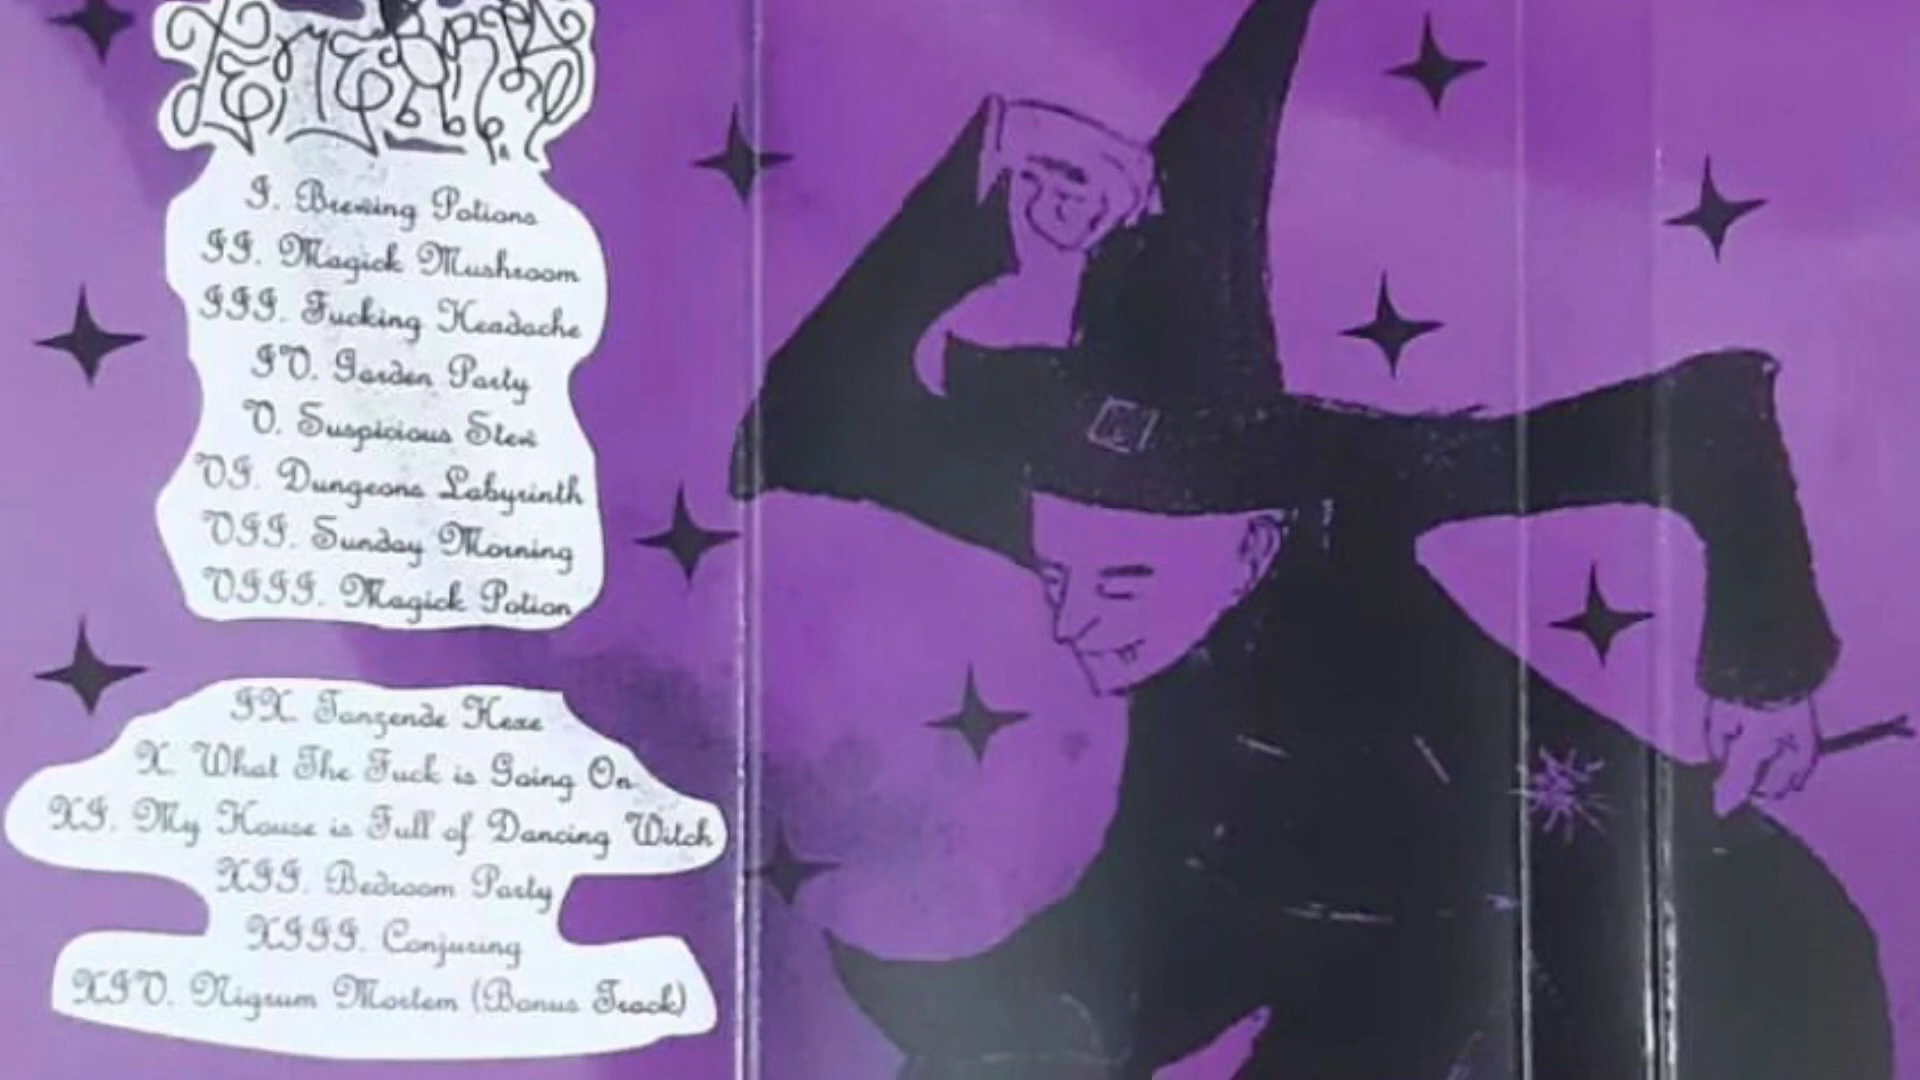 I. Brewing Potions
II. Magick Mushroom
III. Fucking Headache
IV. Garden Party
V. Suspicious Stew
VI. Dungeons Labyrinth
VII. Sunday Morning
VIII. Magick Potion
IX. Tanzende Hexe
X. What The Fuck is Going On
XI. My House is Full of Dancing Witch
XII. Bedroom Party
XIII. Conjuring
XIV. Nigrum Mortem (Bonus Track)